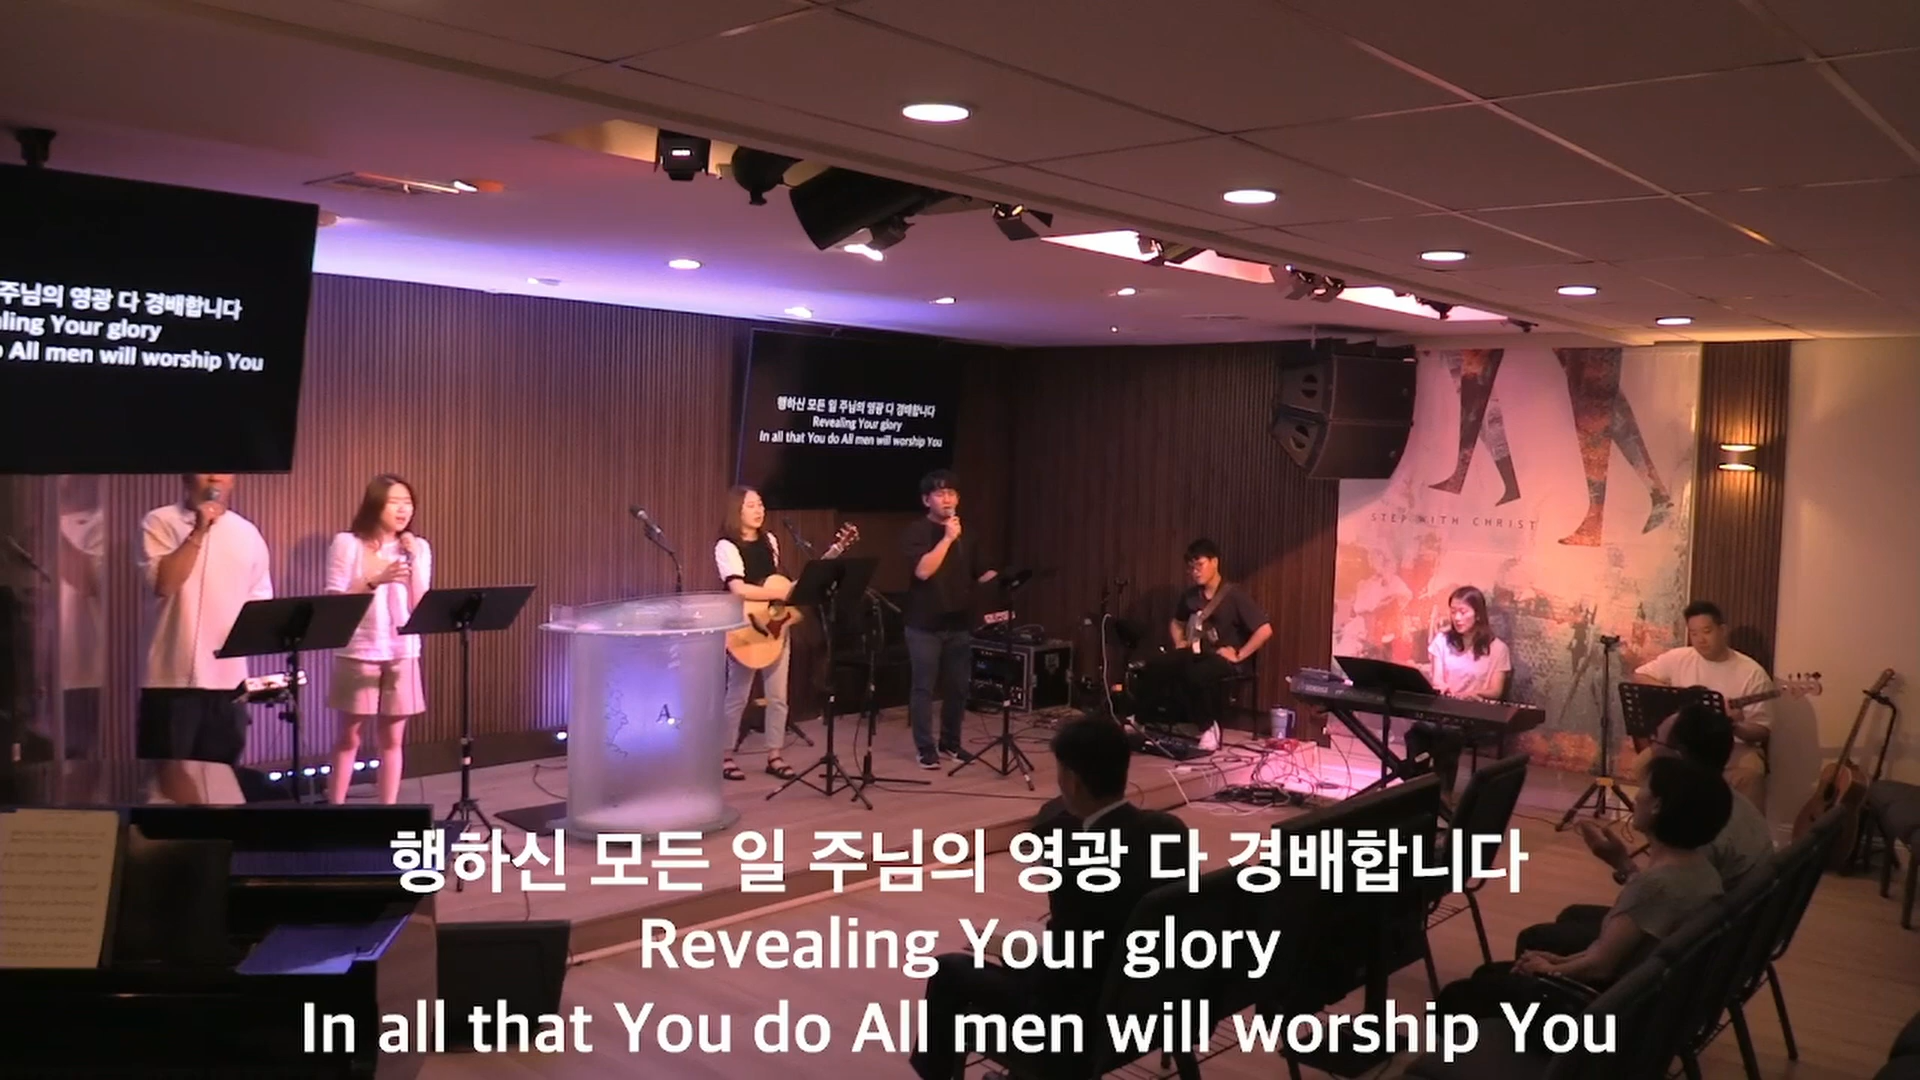 주님의 영광 다 경배합니다
ling Your glory
All men will worship You
행하신 모든 일 주님의 영광 다 경배합니다
Revealing Your glory
In all that You do All men will worship You
STEP WITH CHRIST
A
행하신 모든 일 주님의 영광 다 경배합니다
Revealing Your glory
In all that You do All men will worship You